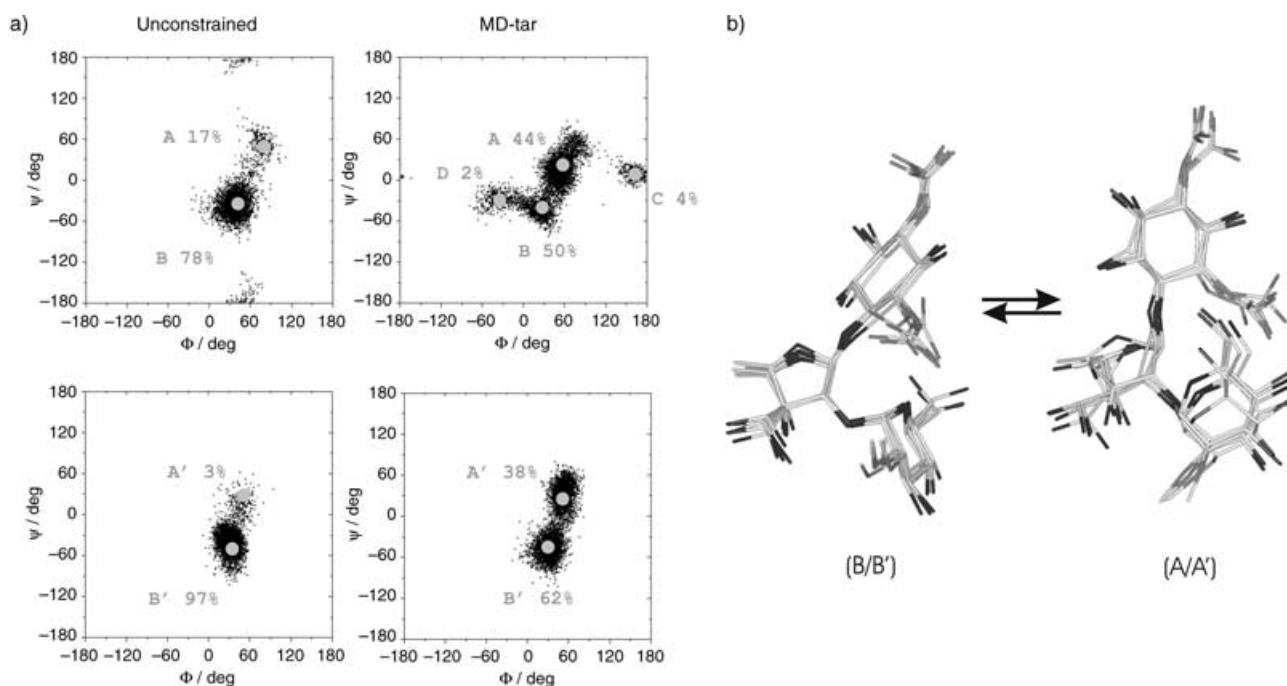 a)
Unconstrained
MD-tar
b)
180
120
60
0
−60
−120
−180
ψ / deg
A 17%
B 78%
−180 −120 −60 0 60 120 180
Φ / deg
180
120
60
0
−60
−120
−180
ψ / deg
A 44%
D 2%
C 4%
B 50%
−180 −120 −60 0 60 120 180
Φ / deg
180
120
60
0
−60
−120
−180
ψ / deg
A' 3%
B' 97%
−180 −120 −60 0 60 120 180
Φ / deg
180
120
60
0
−60
−120
−180
ψ / deg
A' 38%
B' 62%
−180 −120 −60 0 60 120 180
Φ / deg
(B/B')
(A/A')